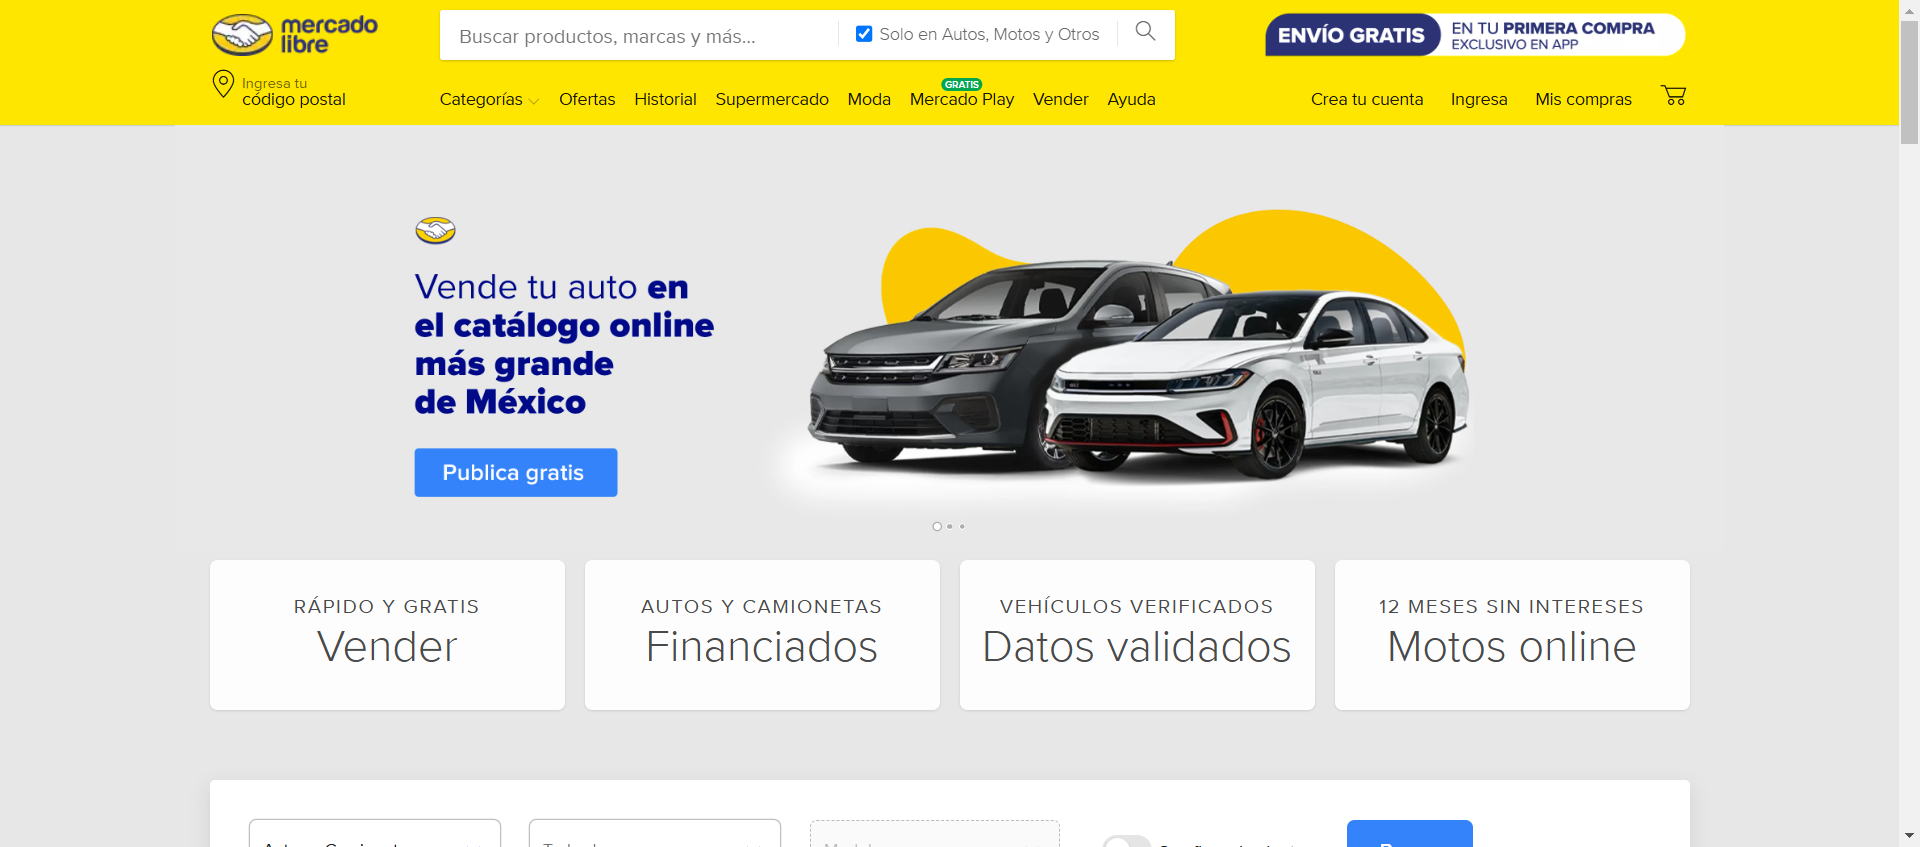 mercado
libre
Buscar productos, marcas y más...
Solo en Autos, Motos y Otros
ENVÍO GRATIS
EN TU PRIMERA COMPRA
EXCLUSIVO EN APP
Ingresa tu
código postal
Categorías
Ofertas
Historial
Supermercado
Moda
GRATIS
Mercado Play
Vender
Ayuda
Crea tu cuenta
Ingresa
Mis compras
Vende tu auto en
el catálogo online
más grande
de México
Publica gratis
RÁPIDO Y GRATIS
Vender
AUTOS Y CAMIONETAS
Financiados
VEHÍCULOS VERIFICADOS
Datos validados
12 MESES SIN INTERESES
Motos online